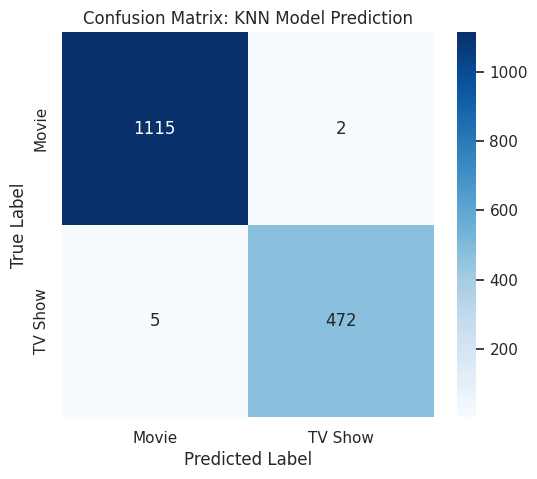 Confusion Matrix: KNN Model Prediction
True Label
Movie
1115 2
TV Show
5 472
Movie TV Show
Predicted Label
1000
800
600
400
200